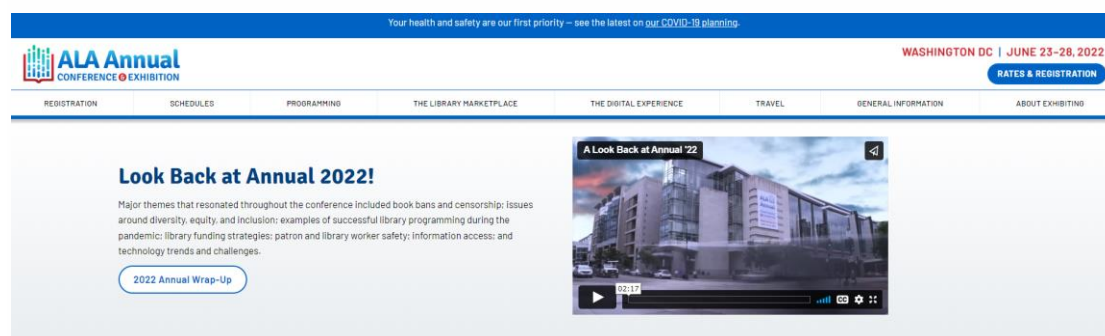 Your health and safety are our first priority – see the latest on our COVID-19 planning.
ALA Annual
CONFERENCE & EXHIBITION
WASHINGTON DC | JUNE 23-28, 2022
RATES & REGISTRATION
REGISTRATION SCHEDULES PROGRAMMING THE LIBRARY MARKETPLACE THE DIGITAL EXPERIENCE TRAVEL GENERAL INFORMATION ABOUT EXHIBITING
Look Back at Annual 2022!
Major themes that resonated throughout the conference included book bans and censorship; issues
around diversity, equity, and inclusion; examples of successful library programming during the
pandemic; library funding strategies; patron and library worker safety; information access; and
technology trends and challenges.
2022 Annual Wrap-Up
A Look Back at Annual '22
02:17
CC